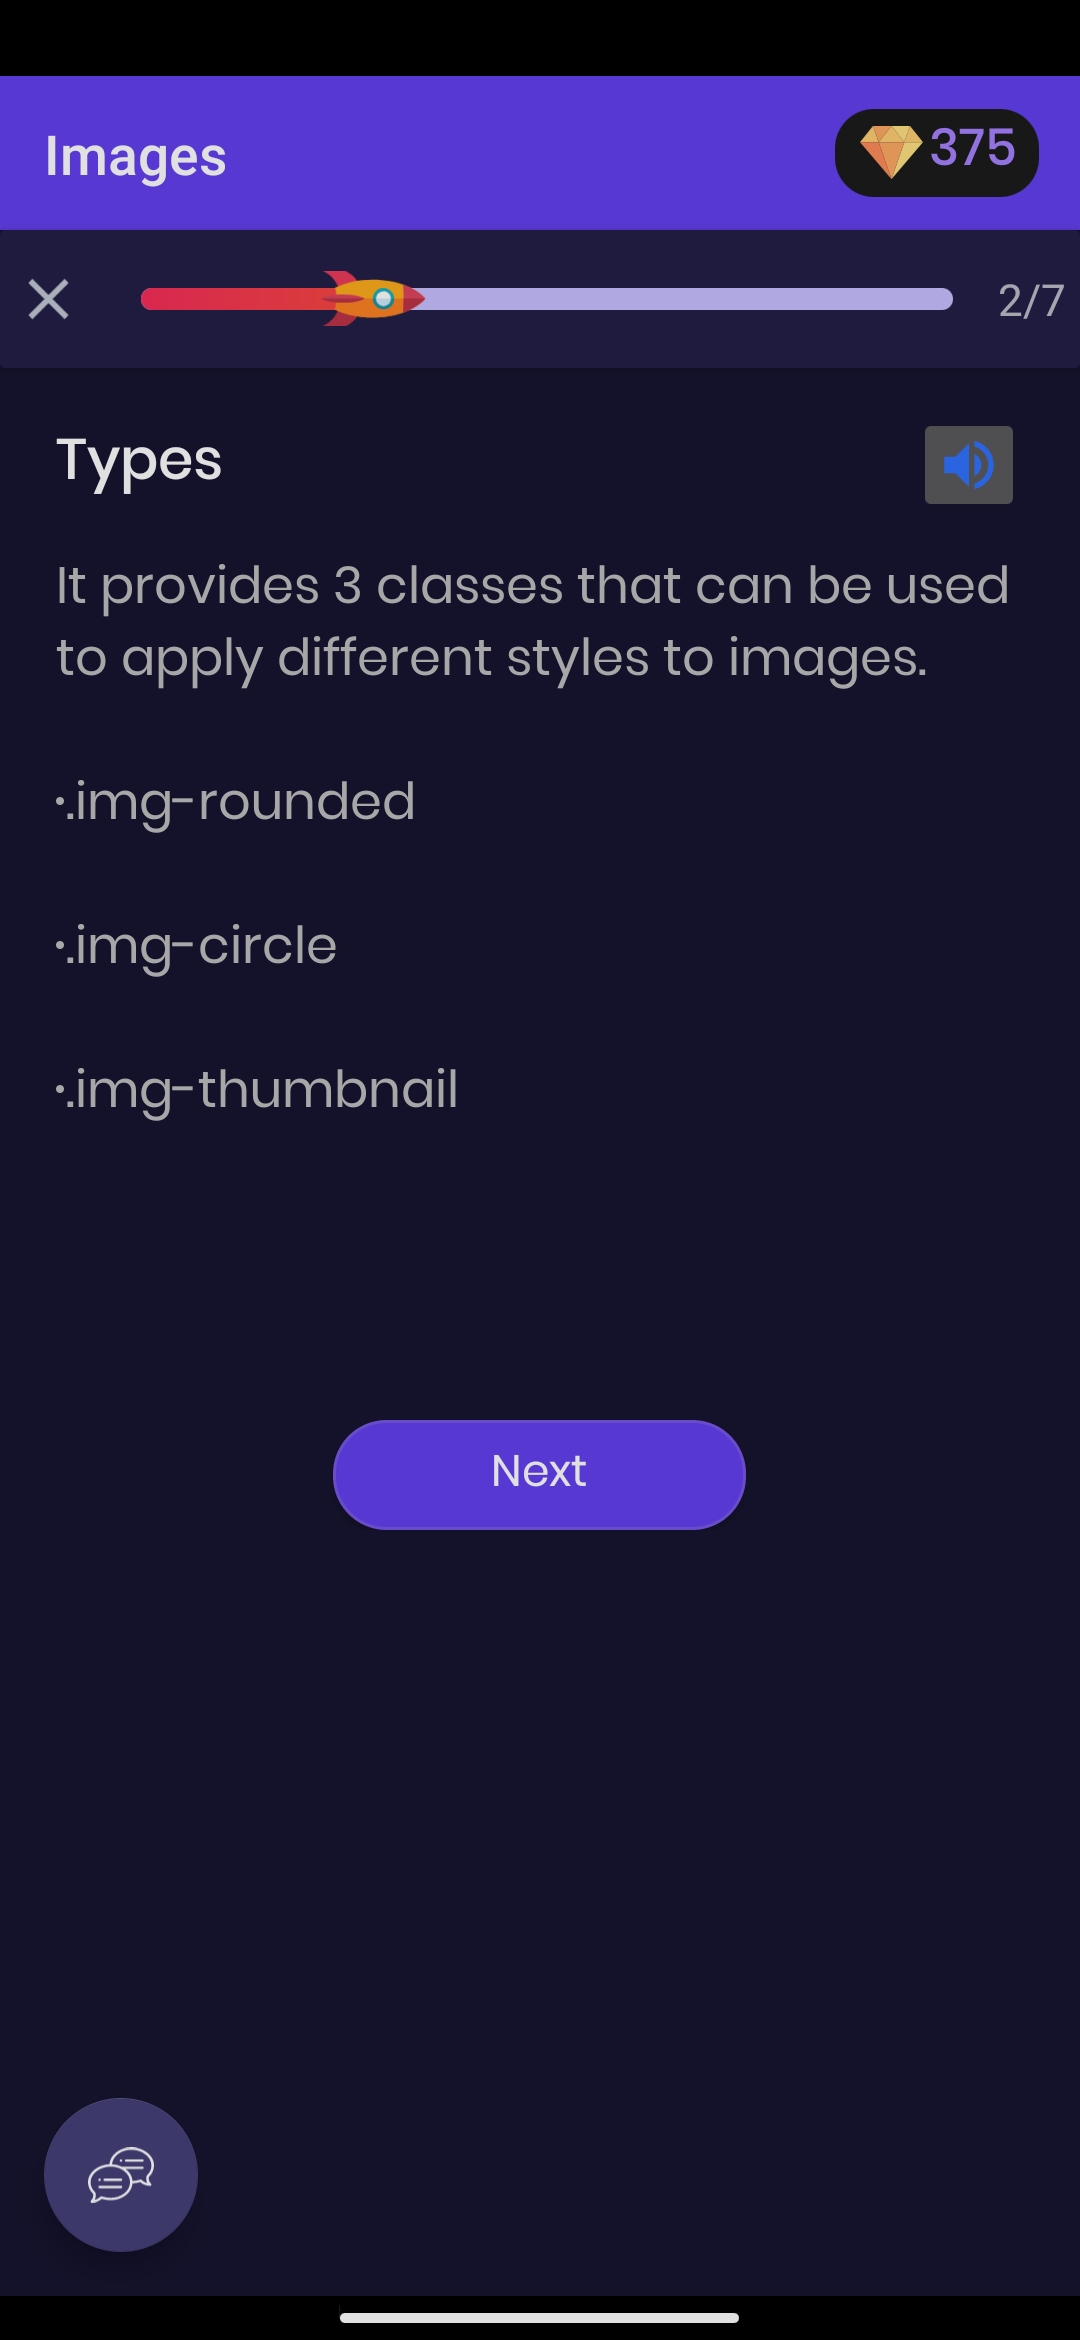 Images
375
2/7
Types
It provides 3 classes that can be used
to apply different styles to images.
·.img-rounded
·.img-circle
·.img-thumbnail
Next